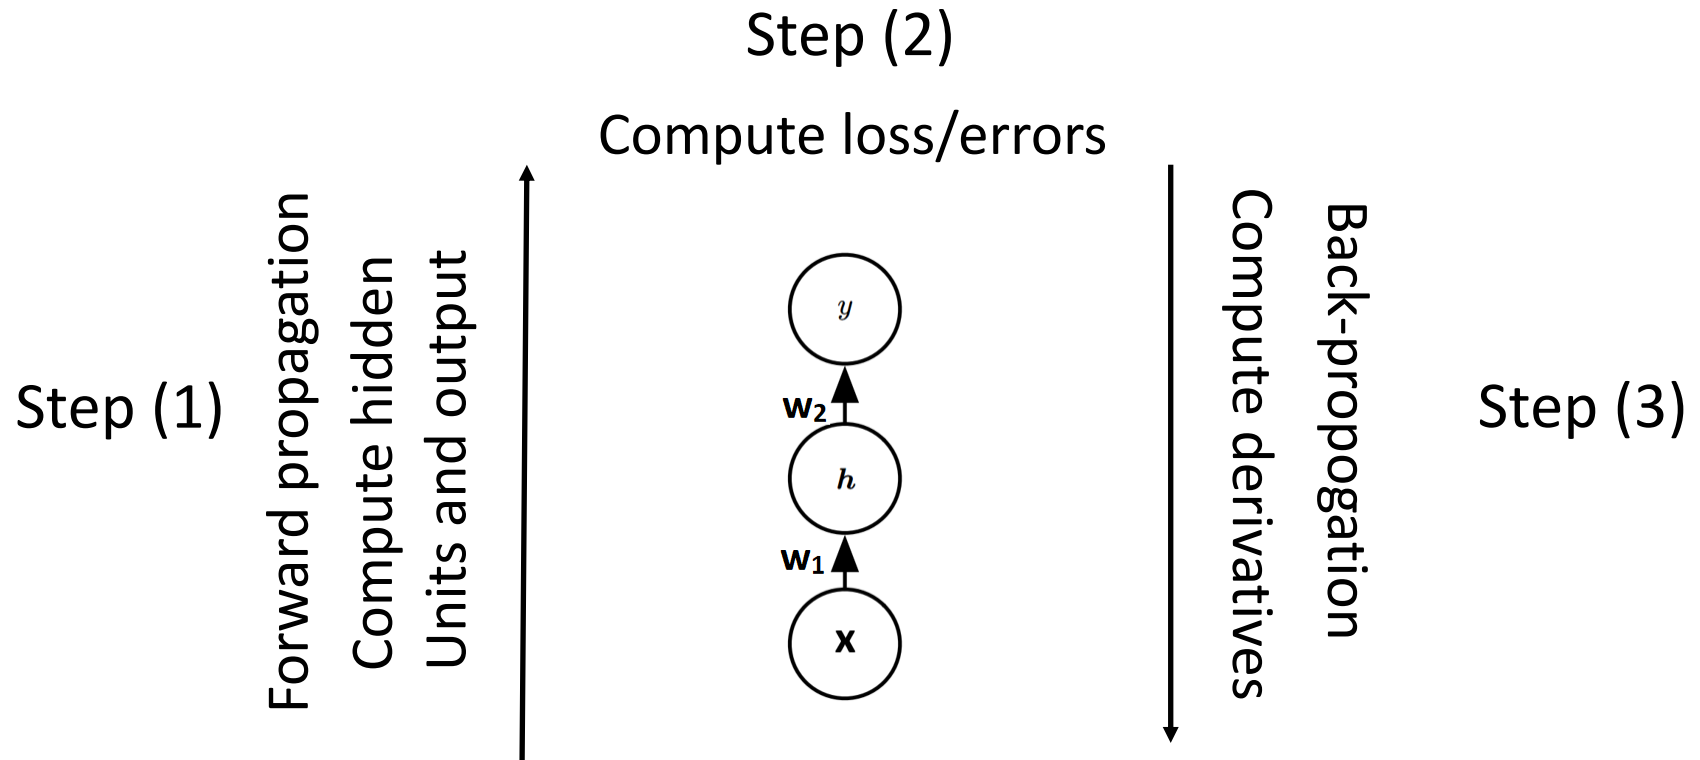 Step (2)
Compute loss/errors
Step (1)
Forward propagation
Compute hidden
Units and output
y
w2
h
w1
x
Compute derivatives
Back-propogation
Step (3)